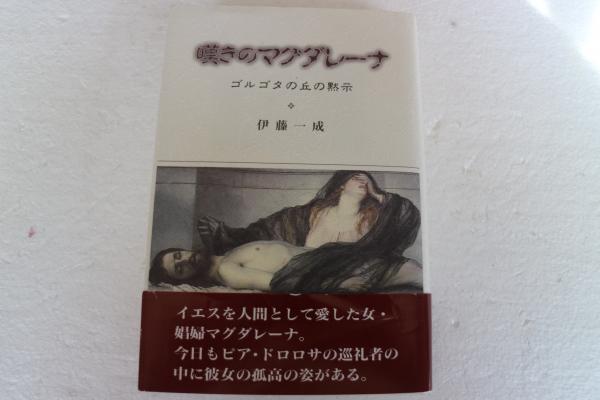 嘆きのマグダレーナ
ゴルゴタの丘の黙示
伊藤一成
イエスを人間として愛した女・
娼婦マグダレーナ。
今日もビア・ドロロサの巡礼者の
中に彼女の孤高の姿がある。